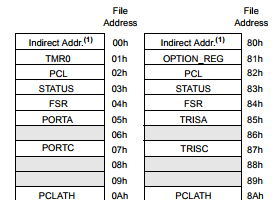 File Address File Address
Indirect Addr.(1) 00h Indirect Addr.(1) 80h
TMR0 01h OPTION_REG 81h
PCL 02h PCL 82h
STATUS 03h STATUS 83h
FSR 04h FSR 84h
PORTA 05h TRISA 85h
06h 86h
PORTC 07h TRISC 87h
08h 88h
09h 89h
PCLATH 0Ah PCLATH 8Ah